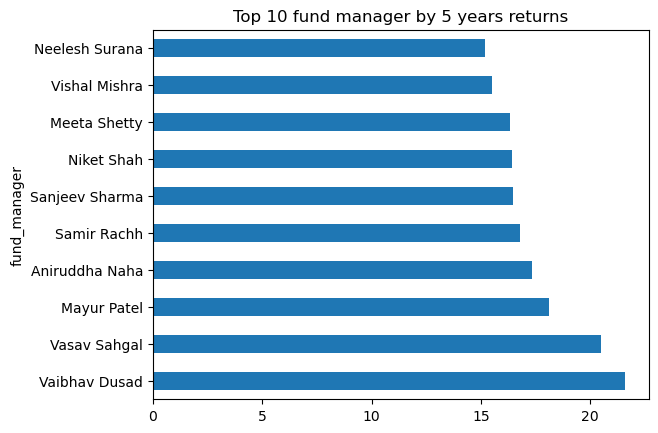 Top 10 fund manager by 5 years returns
Neelesh Surana
Vishal Mishra
Meeta Shetty
Niket Shah
Sanjeev Sharma
Samir Rachh
Aniruddha Naha
Mayur Patel
Vasav Sahgal
Vaibhav Dusad
fund_manager
0 5 10 15 20